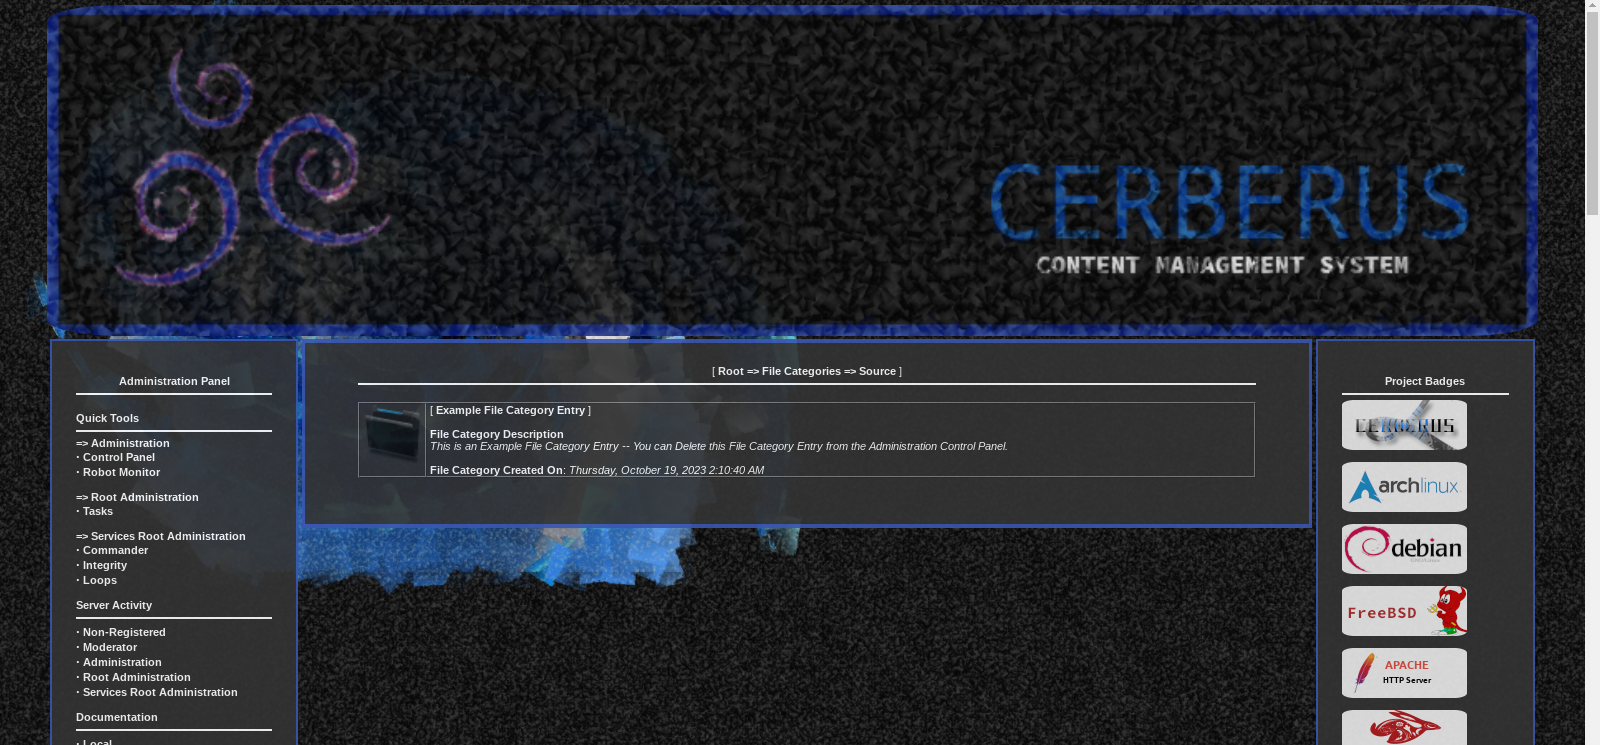 CERBERUS
CONTENT MANAGEMENT SYSTEM
Administration Panel
Quick Tools
=> Administration
· Control Panel
· Robot Monitor
=> Root Administration
· Tasks
=> Services Root Administration
· Commander
· Integrity
· Loops
Server Activity
· Non-Registered
· Moderator
· Administration
· Root Administration
· Services Root Administration
Documentation
· Local
[ Root => File Categories => Source ]
[ Example File Category Entry ]
File Category Description
This is an Example File Category Entry -- You can Delete this File Category Entry from the Administration Control Panel.
File Category Created On: Thursday, October 19, 2023 2:10:40 AM
Project Badges
CERBERUS
archlinux
debian
FreeBSD
APACHE
HTTP Server